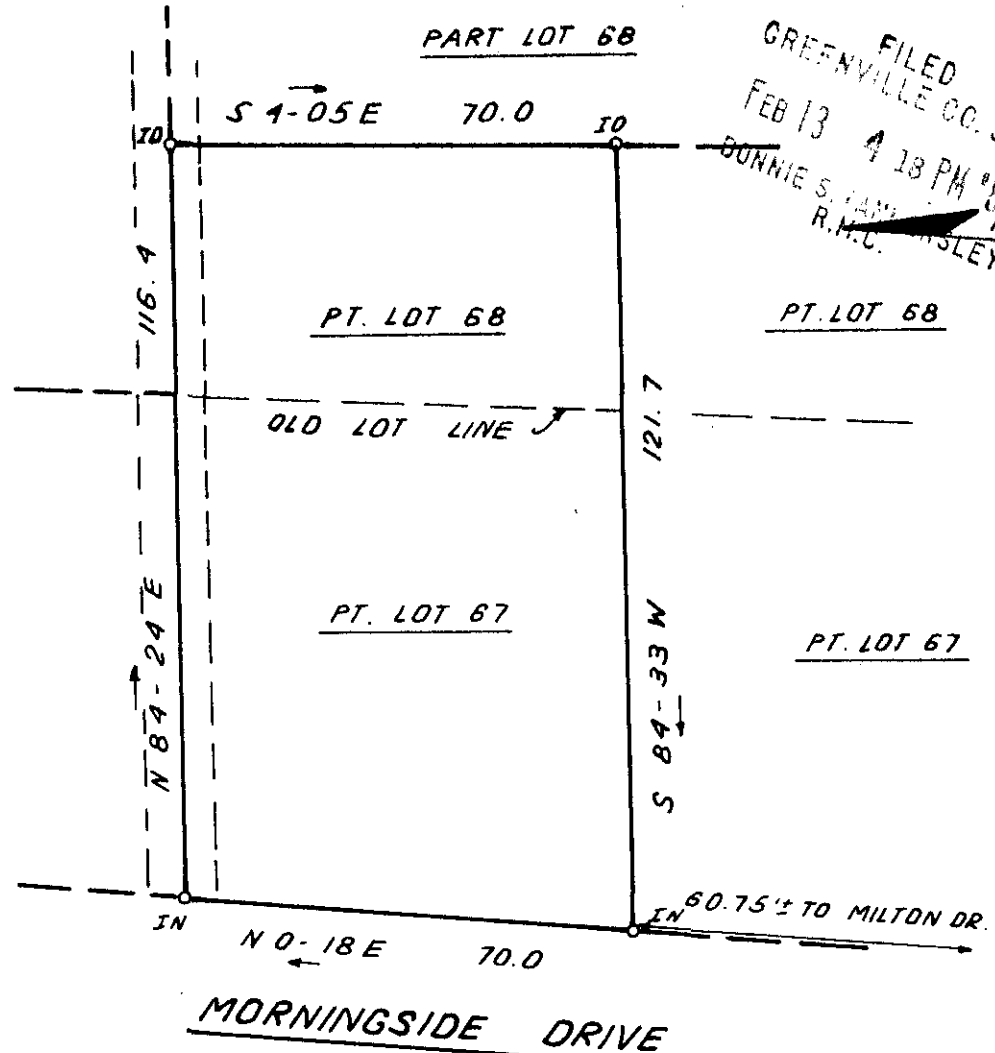 PART LOT 68
FILED
GREENVILLE CO.
FEB 13 4 18 PM
BONNIE S.
R.M.C.
S 4-05 E 70.0
IO
IO
116.4
PT. LOT 68
PT. LOT 68
OLD LOT LINE
121.7
N 84-24 E
PT. LOT 67
S 84-33 W
PT. LOT 67
IN
IN
60.75'± TO MILTON DR.
N 0-18 E 70.0
MORNINGSIDE DRIVE